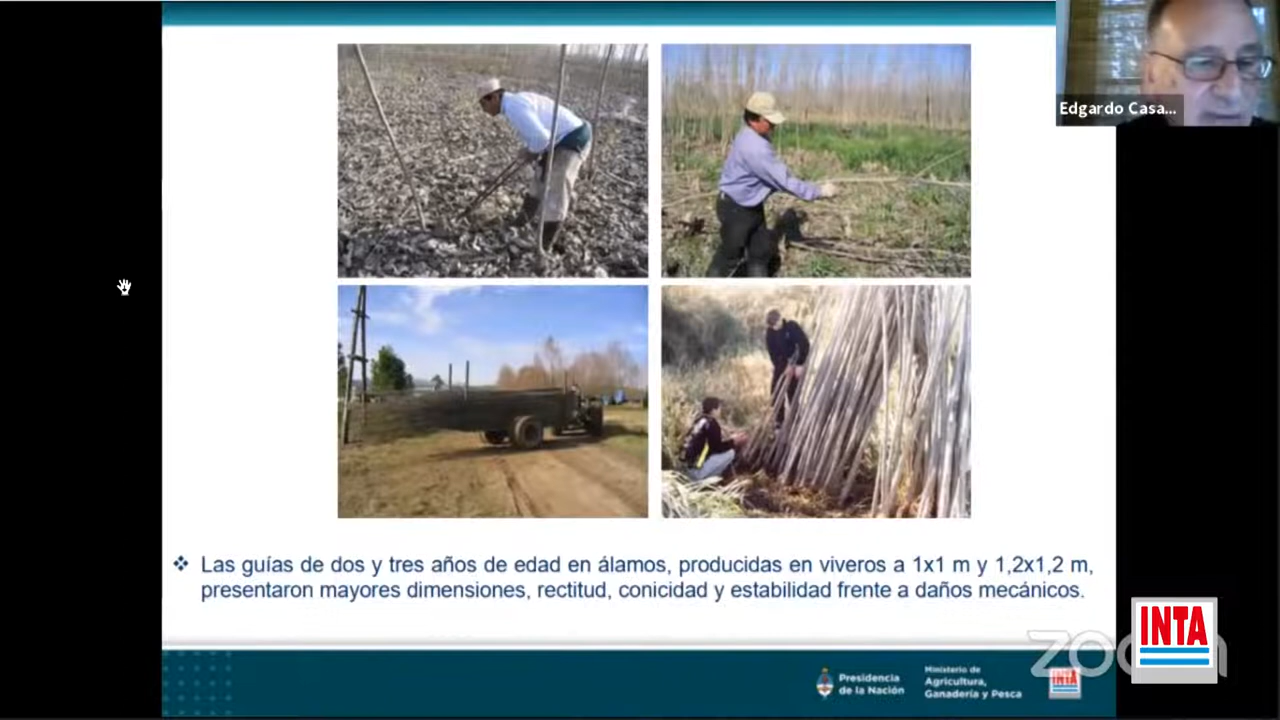 Edgardo Casa...
❖ Las guías de dos y tres años de edad en álamos, producidas en viveros a 1x1 m y 1,2x1,2 m,
presentaron mayores dimensiones, rectitud, conicidad y estabilidad frente a daños mecánicos.
Presidencia
de la Nación
Ministerio de
Agricultura,
Ganadería y Pesca
INTA
zoom
INTA